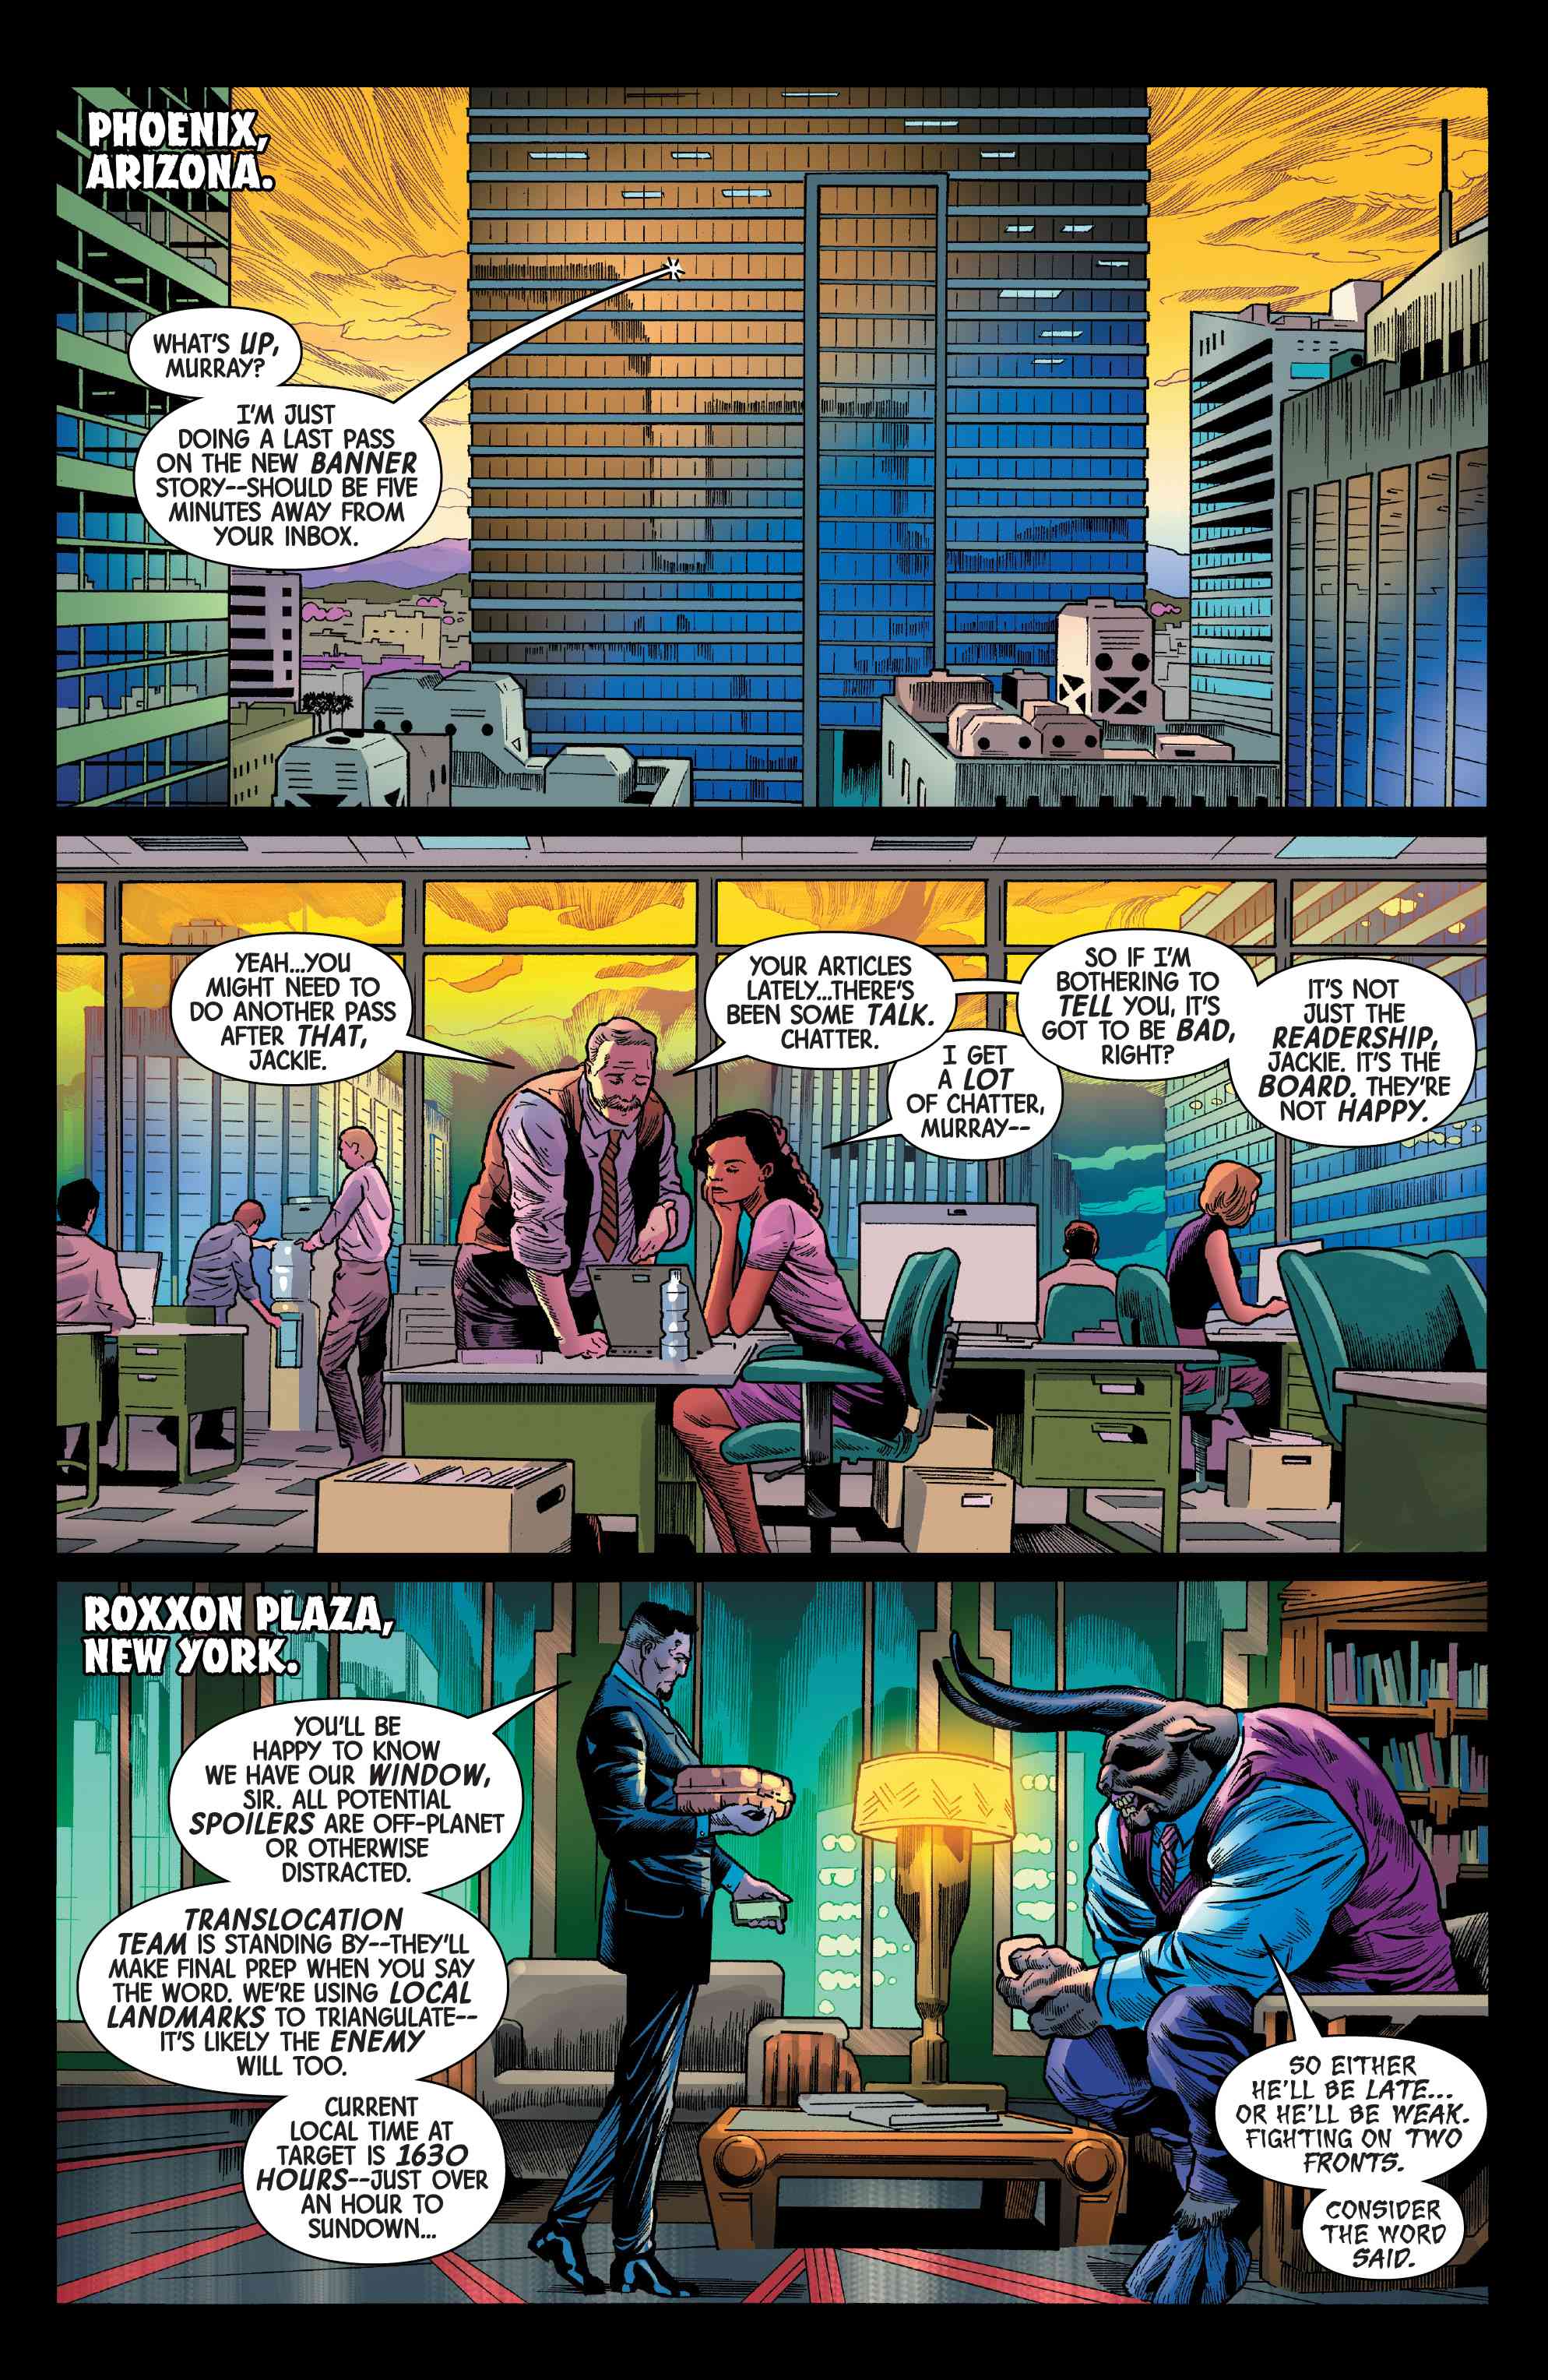 PHOENIX,
ARIZONA.
WHAT'S UP,
MURRAY?
I'M JUST
DOING A LAST PASS
ON THE NEW BANNER
STORY--SHOULD BE FIVE
MINUTES AWAY FROM
YOUR INBOX.
YEAH...YOU
MIGHT NEED TO
DO ANOTHER PASS
AFTER THAT,
JACKIE.
YOUR ARTICLES
LATELY...THERE'S
BEEN SOME TALK.
CHATTER.
I GET
A LOT
OF CHATTER,
MURRAY--
SO IF I'M
BOTHERING TO
TELL YOU, IT'S
GOT TO BE BAD,
RIGHT?
IT'S NOT
JUST THE
READERSHIP,
JACKIE. IT'S THE
BOARD. THEY'RE
NOT HAPPY.
ROXXON PLAZA,
NEW YORK.
YOU'LL BE
HAPPY TO KNOW
WE HAVE OUR WINDOW,
SIR. ALL POTENTIAL
SPOILERS ARE OFF-PLANET
OR OTHERWISE
DISTRACTED.
TRANSLOCATION
TEAM IS STANDING BY--THEY'LL
MAKE FINAL PREP WHEN YOU SAY
THE WORD. WE'RE USING LOCAL
LANDMARKS TO TRIANGULATE--
IT'S LIKELY THE ENEMY
WILL TOO.
CURRENT
LOCAL TIME AT
TARGET IS 1630
HOURS--JUST OVER
AN HOUR TO
SUNDOWN...
SO EITHER
HE'LL BE LATE...
OR HE'LL BE WEAK.
FIGHTING ON TWO
FRONTS.
CONSIDER
THE WORD
SAID.